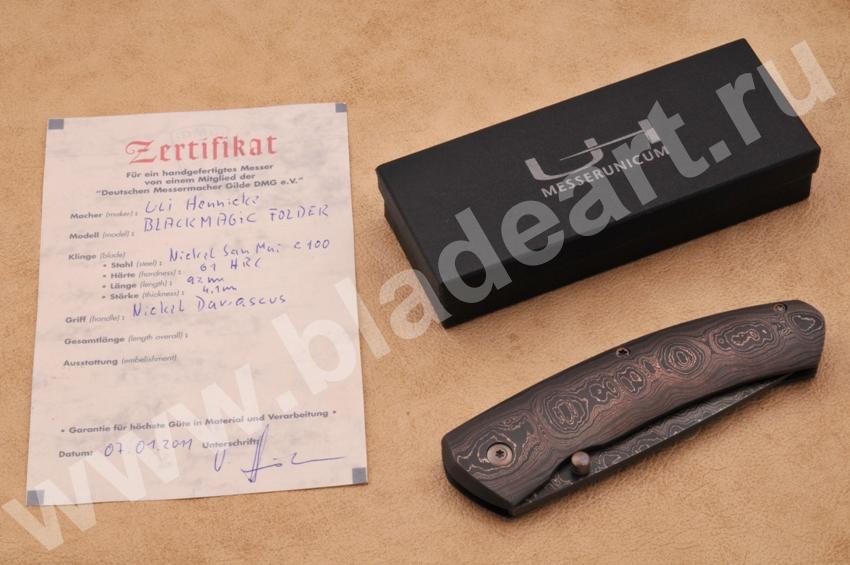 Zertifikat
Für ein handgefertigtes Messer
von einem Mitglied der
"Deutschen Messermacher Gilde DMG e.V."
Macher (maker) : Uli Hennicke
Modell (model) : BLACKMAGIC FOLDER
Klinge (blade)
• Stahl (steel) : Nickel San Mai C100
• Härte (hardness) : 61 HRC
• Länge (length) : 92 mm
• Stärke (thickness) : 4,1 mm
Griff (handle) : Nickel Damascus
Gesamtlänge (length overall) :
Ausstattung (embelishment)
• Garantie für höchste Güte in Material und Verarbeitung •
Datum: 07.01.2011 Unterschrift:
MESSERUNICUM
www.bladeart.ru